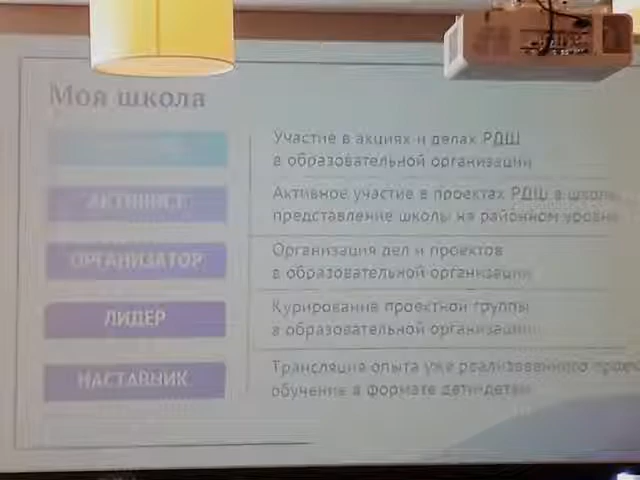 Моя школа
Участие в акциях и делах РДШ
в образовательной организации
АКТИВИСТ
Активное участие в проектах РДШ в школе,
представление школы на районном уровне
ОРГАНИЗАТОР
Организация дел и проектов
в образовательной организации
ЛИДЕР
Курирование проектной группы
в образовательной организации
НАСТАВНИК
Трансляция опыта уже реализованного
обучение в формате дети-детям